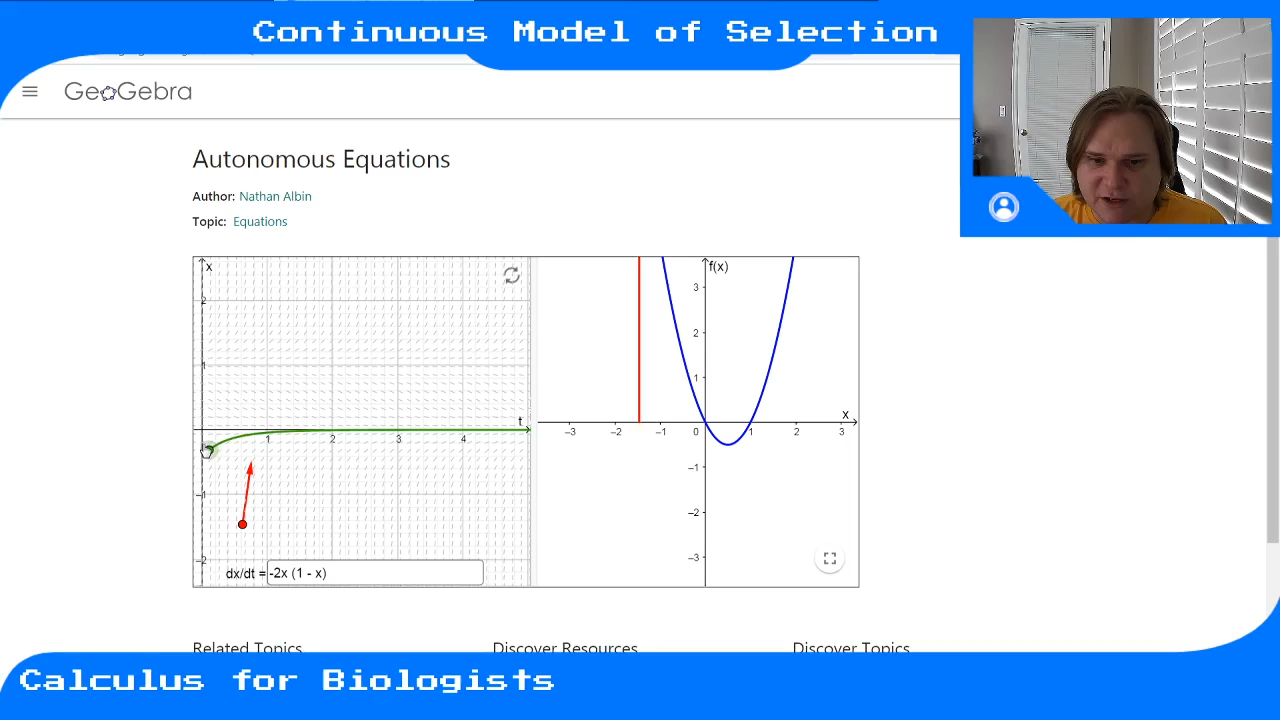 Continuous Model of Selection
GeoGebra
Autonomous Equations
Author: Nathan Albin
Topic: Equations
x
2
1
t
1 2 3 4
−1
−2
dx/dt = -2x (1 - x)
f(x)
3
2
1
x
−3 −2 −1 0 1 2 3
−1
−2
−3
Related Topics Discover Resources Discover Topics
Calculus for Biologists